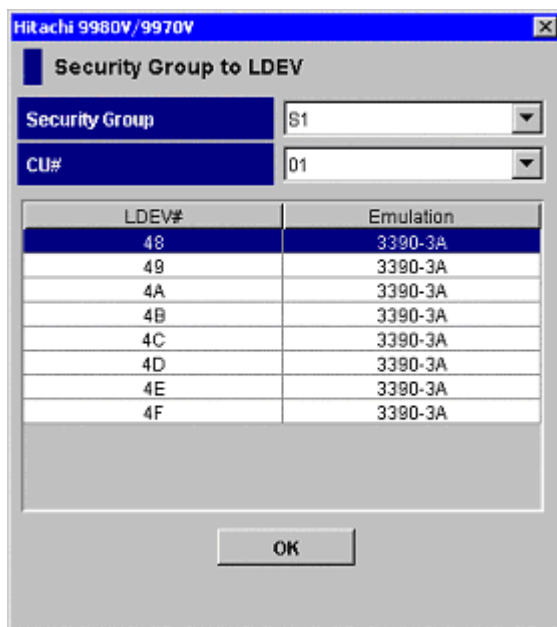 Hitachi 9980V/9970V
Security Group to LDEV
Security Group S1
CU# 01
LDEV# Emulation
48 3390-3A
49 3390-3A
4A 3390-3A
4B 3390-3A
4C 3390-3A
4D 3390-3A
4E 3390-3A
4F 3390-3A
OK